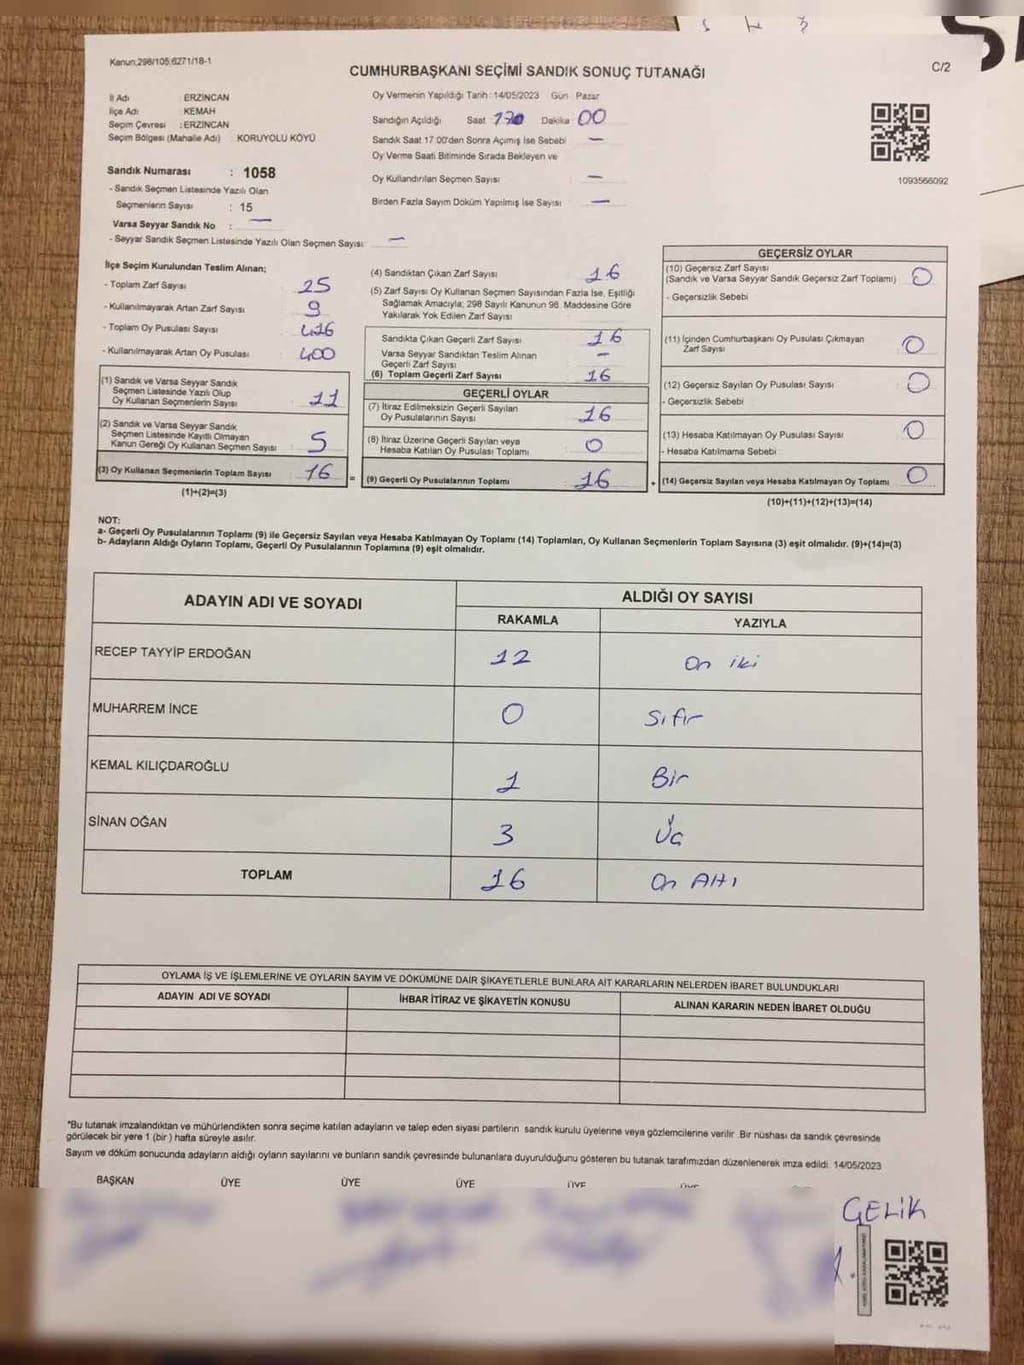 Kanun:298/105;6271/18-1
CUMHURBAŞKANI SEÇİMİ SANDIK SONUÇ TUTANAĞI
C/2
İl Adı : ERZİNCAN
İlçe Adı : KEMAH
Seçim Çevresi : ERZİNCAN
Seçim Bölgesi (Mahalle Adı) : KORUYOLU KÖYÜ
Sandık Numarası : 1058
- Sandık Seçmen Listesinde Yazılı Olan
Seçmenlerin Sayısı : 15
Varsa Seyyar Sandık No : —
- Seyyar Sandık Seçmen Listesinde Yazılı Olan Seçmen Sayısı: —
Oy Vermenin Yapıldığı Tarih : 14/05/2023 Gün : Pazar
Sandığın Açıldığı Saat Dakika 00
Sandık Saat 17.00'den Sonra Açımış İse Sebebi —
Oy Verme Saati Bitiminde Sırada Bekleyen ve
Oy Kullandırılan Seçmen Sayısı : —
Birden Fazla Sayım Döküm Yapılmış İse Sayısı : —
1093566092
İlçe Seçim Kurulundan Teslim Alınan;
- Toplam Zarf Sayısı : 25
- Kullanılmayarak Artan Zarf Sayısı : 9
- Toplam Oy Pusulası Sayısı : 416
- Kullanılmayarak Artan Oy Pusulası : 400
(1) Sandık ve Varsa Seyyar Sandık
Seçmen Listesinde Yazılı Olup
Oy Kullanan Seçmenlerin Sayısı : 11
(2) Sandık ve Varsa Seyyar Sandık
Seçmen Listesinde Kayıtlı Olmayan
Kanun Gereği Oy Kullanan Seçmen Sayısı : 5
(3) Oy Kullanan Seçmenlerin Toplam Sayısı : 16
(1)+(2)=(3)
(4) Sandıktan Çıkan Zarf Sayısı : 16
(5) Zarf Sayısı Oy Kullanan Seçmen Sayısından Fazla İse, Eşitliği
Sağlamak Amacıyla; 298 Sayılı Kanunun 98. Maddesine Göre
Yakılarak Yok Edilen Zarf Sayısı :
Sandıkta Çıkan Geçerli Zarf Sayısı : 16
Varsa Seyyar Sandıktan Teslim Alınan
Geçerli Zarf Sayısı : —
(6) Toplam Geçerli Zarf Sayısı : 16
GEÇERLİ OYLAR
(7) İtiraz Edilmeksizin Geçerli Sayılan
Oy Pusulalarının Sayısı : 16
(8) İtiraz Üzerine Geçerli Sayılan veya
Hesaba Katılan Oy Pusulası Toplamı : 0
= (9) Geçerli Oy Pusulalarının Toplamı : 16
GEÇERSİZ OYLAR
(10) Geçersiz Zarf Sayısı
(Sandık ve Varsa Seyyar Sandık Geçersiz Zarf Toplamı) : 0
- Geçersizlik Sebebi
(11) İçinden Cumhurbaşkanı Oy Pusulası Çıkmayan
Zarf Sayısı : 0
(12) Geçersiz Sayılan Oy Pusulası Sayısı : 0
- Geçersizlik Sebebi
(13) Hesaba Katılmayan Oy Pusulası Sayısı : 0
- Hesaba Katılmama Sebebi
+ (14) Geçersiz Sayılan veya Hesaba Katılmayan Oy Toplamı : 0
(10)+(11)+(12)+(13)=(14)
NOT:
a- Geçerli Oy Pusulalarının Toplamı (9) ile Geçersiz Sayılan veya Hesaba Katılmayan Oy Toplamı (14) Toplamları, Oy Kullanan Seçmenlerin Toplam Sayısına (3) eşit olmalıdır. (9)+(14)=(3)
b- Adayların Aldığı Oyların Toplamı, Geçerli Oy Pusulalarının Toplamına (9) eşit olmalıdır.
ADAYIN ADI VE SOYADI
ALDIĞI OY SAYISI
RAKAMLA YAZIYLA
RECEP TAYYİP ERDOĞAN 12 On iki
MUHARREM İNCE 0 Sıfır
KEMAL KILIÇDAROĞLU 1 Bir
SİNAN OĞAN 3 Üç
TOPLAM 16 On Altı
OYLAMA İŞ VE İŞLEMLERİNE VE OYLARIN SAYIM VE DÖKÜMÜNE DAİR ŞİKAYETLERLE BUNLARA AİT KARARLARIN NELERDEN İBARET BULUNDUKLARI
ADAYIN ADI VE SOYADI İHBAR İTİRAZ VE ŞİKAYETİN KONUSU ALINAN KARARIN NEDEN İBARET OLDUĞU
*Bu tutanak imzalandıktan ve mühürlendikten sonra seçime katılan adayların ve talep eden siyasi partilerin sandık kurulu üyelerine veya gözlemcilerine verilir. Bir nüshası da sandık çevresinde
görülecek bir yere 1 (bir) hafta süreyle asılır.
Sayım ve döküm sonucunda adayların aldığı oyların sayılarını ve bunların sandık çevresinde bulunanlara duyurulduğunu gösteren bu tutanak tarafımızdan düzenlenerek imza edildi. 14/05/2023
BAŞKAN ÜYE ÜYE ÜYE ÜYE
ÇELİK